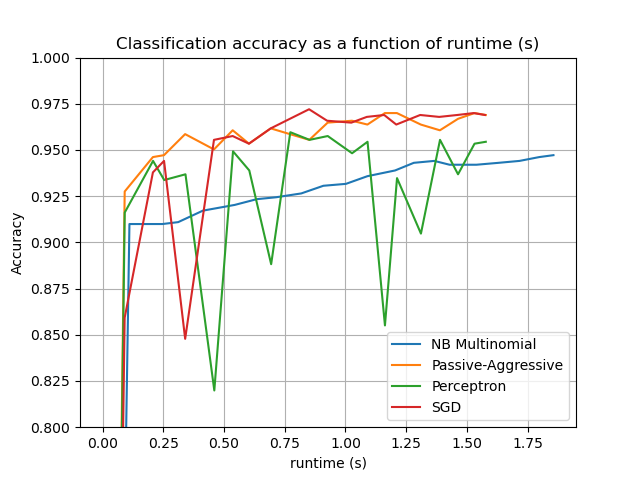 Classification accuracy as a function of runtime (s)
1.000
0.975
0.950
0.925
0.900
0.875
0.850
0.825
0.800
Accuracy
NB Multinomial
Passive-Aggressive
Perceptron
SGD
0.00 0.25 0.50 0.75 1.00 1.25 1.50 1.75
runtime (s)